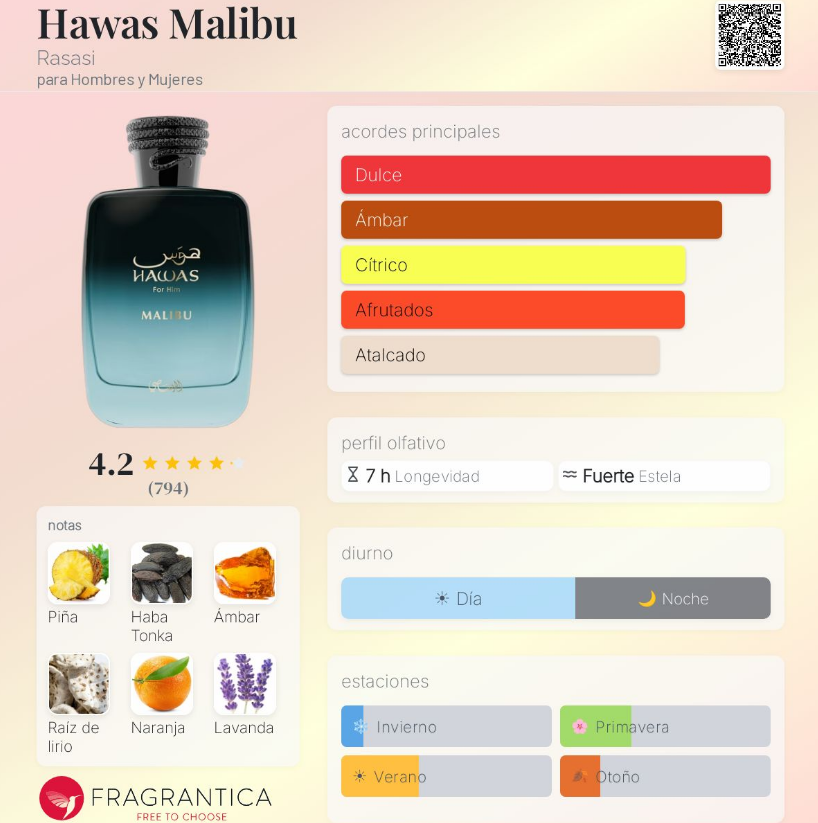 Hawas Malibu
Rasasi
para Hombres y Mujeres
هوس
HAWAS
For Him
MALIBU
4.2
(794)
notas
Piña
Haba Tonka
Ámbar
Raíz de lirio
Naranja
Lavanda
FRAGRANTICA
FREE TO CHOOSE
acordes principales
Dulce
Ámbar
Cítrico
Afrutados
Atalcado
perfil olfativo
7 h Longevidad
Fuerte Estela
diurno
Día
Noche
estaciones
Invierno
Primavera
Verano
Otoño